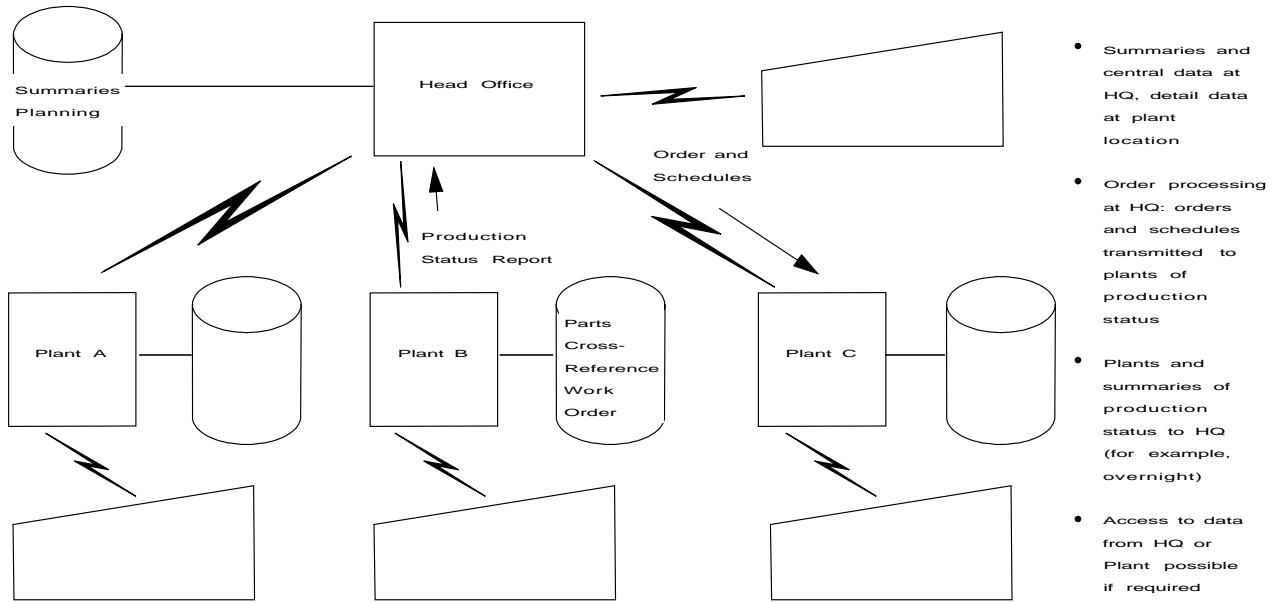 Summaries
Planning
Head Office
Order and
Schedules
Production
Status Report
Plant A
Plant B
Parts
Cross-
Reference
Work
Order
Plant C
• Summaries and
central data at
HQ, detail data
at plant
location
• Order processing
at HQ: orders
and schedules
transmitted to
plants of
production
status
• Plants and
summaries of
production
status to HQ
(for example,
overnight)
• Access to data
from HQ or
Plant possible
if required